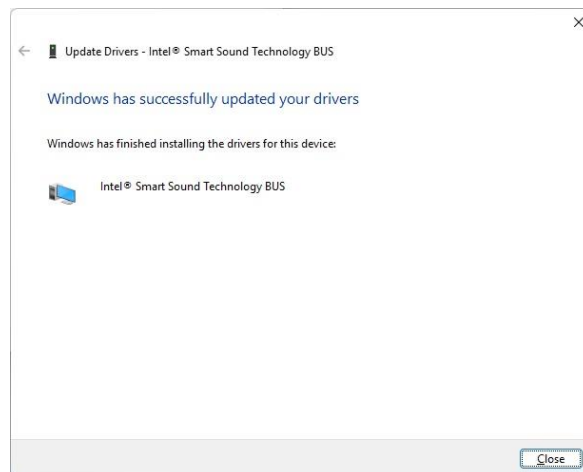 Update Drivers - Intel® Smart Sound Technology BUS
Windows has successfully updated your drivers
Windows has finished installing the drivers for this device:
Intel® Smart Sound Technology BUS
Close